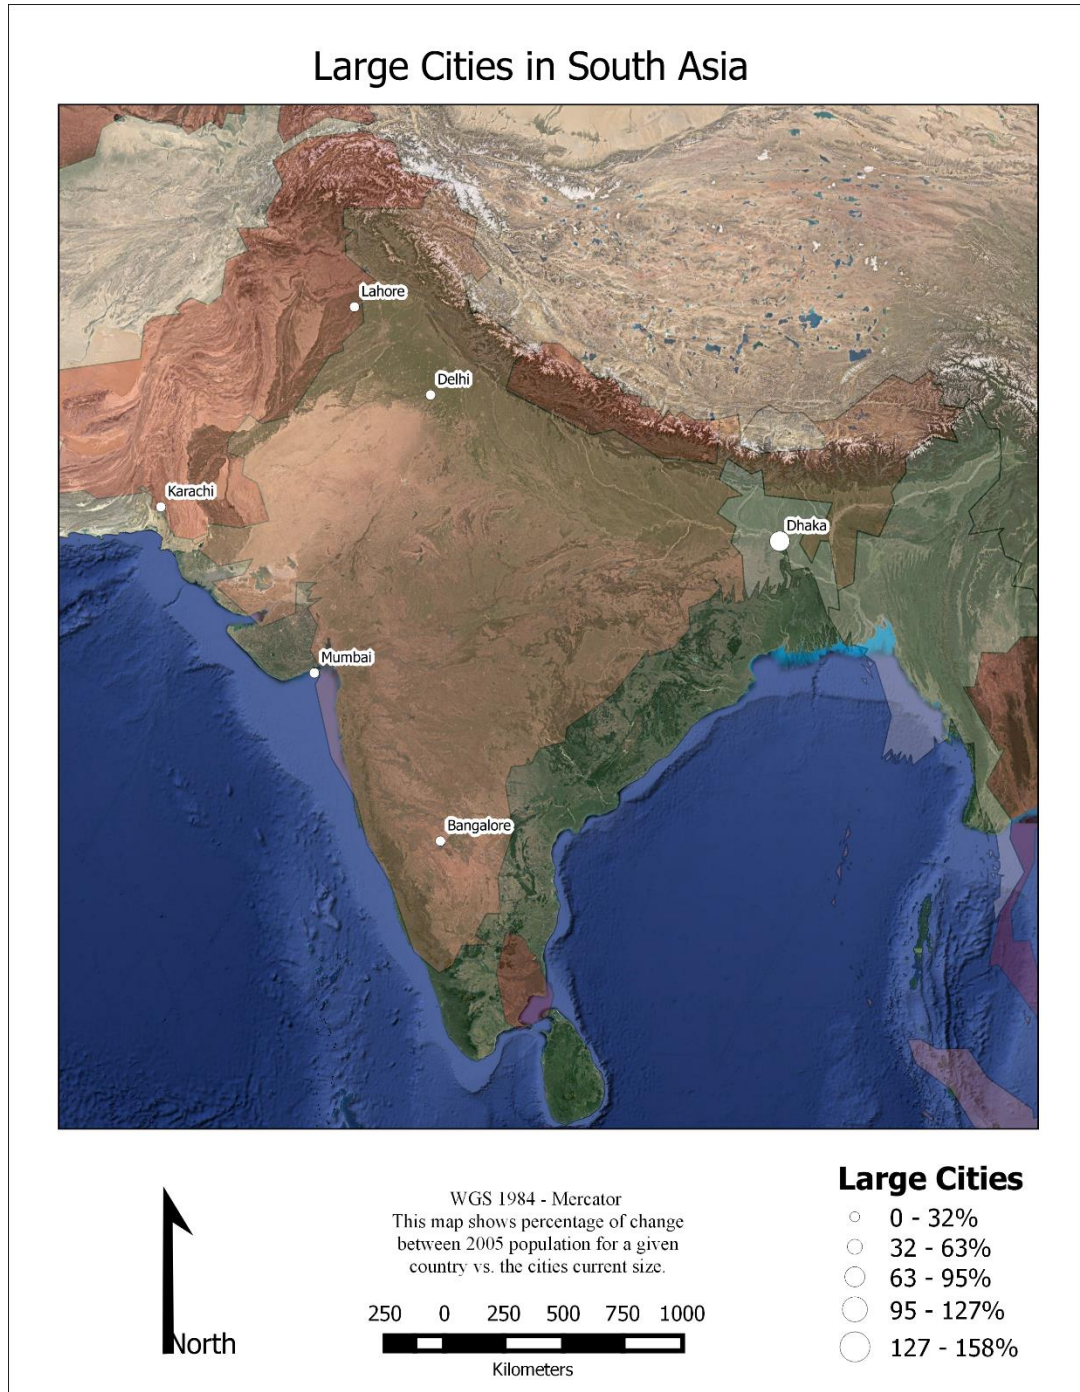 Large Cities in South Asia
Lahore
Delhi
Karachi
Dhaka
Mumbai
Bangalore
North
WGS 1984 - Mercator
This map shows percentage of change
between 2005 population for a given
country vs. the cities current size.
250 0 250 500 750 1000
Kilometers
Large Cities
0 - 32%
32 - 63%
63 - 95%
95 - 127%
127 - 158%